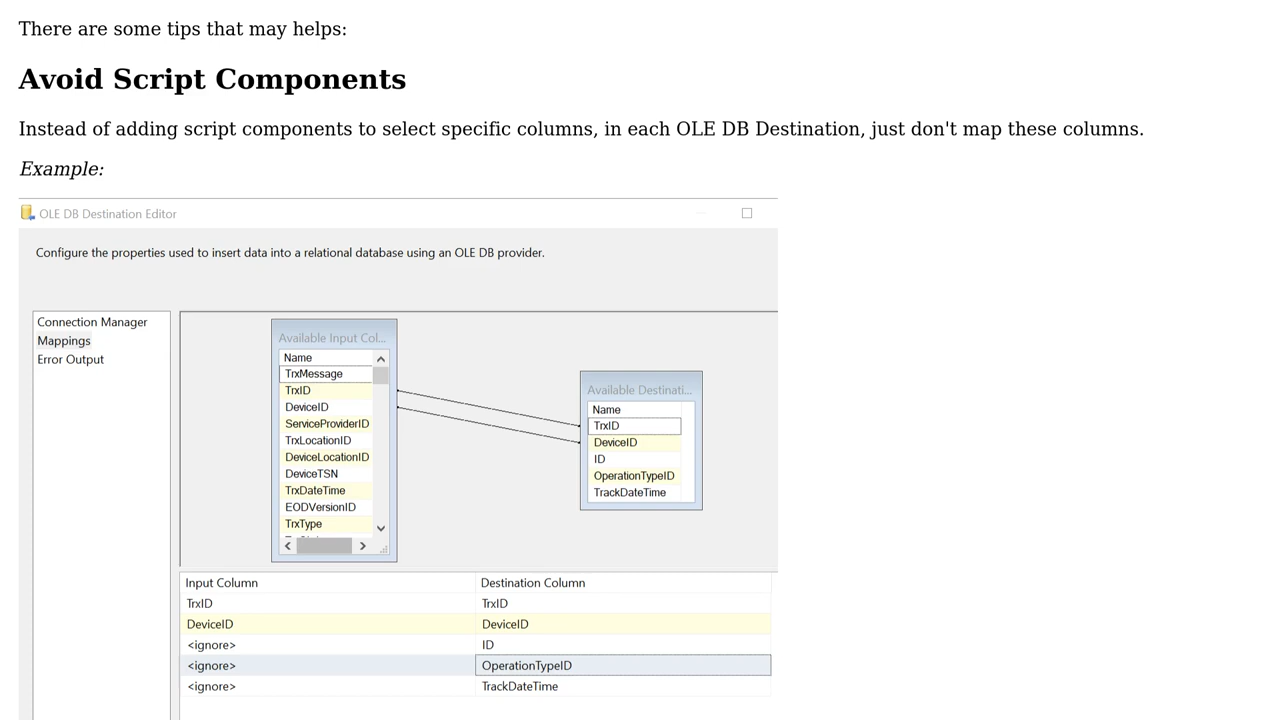 There are some tips that may helps:
Avoid Script Components
Instead of adding script components to select specific columns, in each OLE DB Destination, just don't map these columns.
Example:
OLE DB Destination Editor
Configure the properties used to insert data into a relational database using an OLE DB provider.
Connection Manager
Mappings
Error Output
Available Input Col...
Name
TrxMessage
TrxID
DeviceID
ServiceProviderID
TrxLocationID
DeviceLocationID
DeviceTSN
TrxDateTime
EODVersionID
TrxType
Available Destinati...
Name
TrxID
DeviceID
ID
OperationTypeID
TrackDateTime
Input Column Destination Column
TrxID TrxID
DeviceID DeviceID
<ignore> ID
<ignore> OperationTypeID
<ignore> TrackDateTime